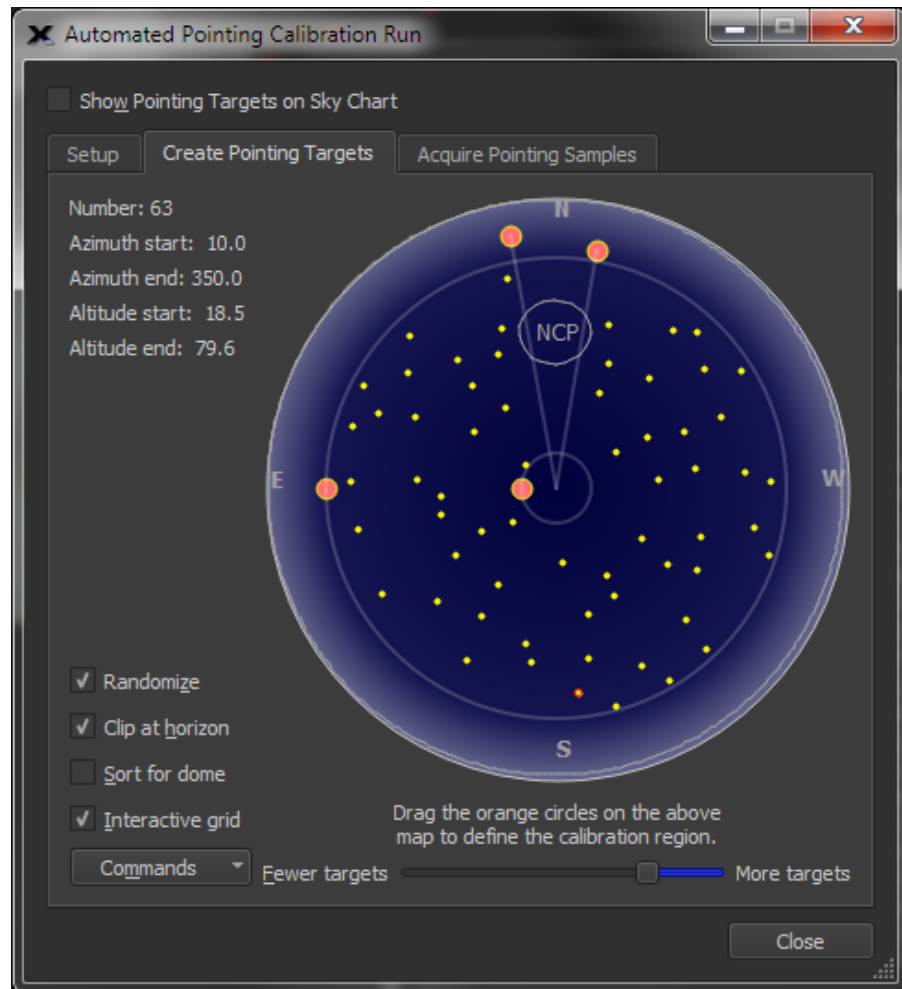 Automated Pointing Calibration Run
Show Pointing Targets on Sky Chart
Setup
Create Pointing Targets
Acquire Pointing Samples
Number: 63
Azimuth start: 10.0
Azimuth end: 350.0
Altitude start: 18.5
Altitude end: 79.6
N
NCP
E
W
S
Randomize
Clip at horizon
Sort for dome
Interactive grid
Drag the orange circles on the above
map to define the calibration region.
Commands
Fewer targets
More targets
Close